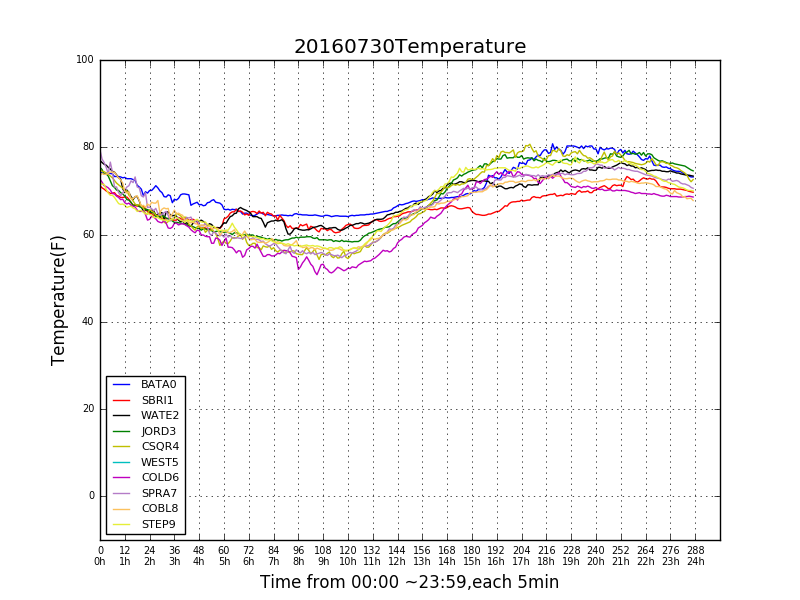 20160730Temperature
100
80
60
40
20
0
Temperature(F)
BATA0
SBRI1
WATE2
JORD3
CSQR4
WEST5
COLD6
SPRA7
COBL8
STEP9
0 12 24 36 48 60 72 84 96 108 120 132 144 156 168 180 192 204 216 228 240 252 264 276 288
0h 1h 2h 3h 4h 5h 6h 7h 8h 9h 10h 11h 12h 13h 14h 15h 16h 17h 18h 19h 20h 21h 22h 23h 24h
Time from 00:00 ~23:59,each 5min